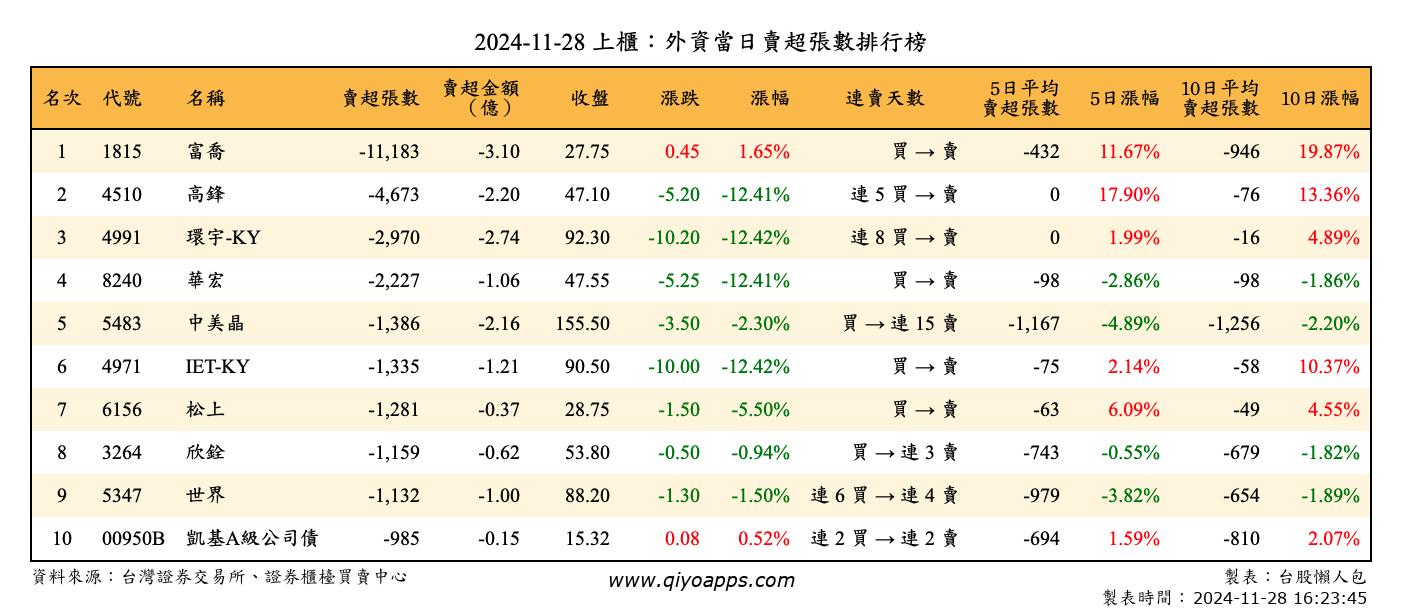 2024-11-28 上櫃：外資當日賣超張數排行榜
名次 代號 名稱 賣超張數 賣超金額（億） 收盤 漲跌 漲幅 連賣天數 5日平均賣超張數 5日漲幅 10日平均賣超張數 10日漲幅
1 1815 富喬 -11,183 -3.10 27.75 0.45 1.65% 買 → 賣 -432 11.67% -946 19.87%
2 4510 高鋒 -4,673 -2.20 47.10 -5.20 -12.41% 連 5 買 → 賣 0 17.90% -76 13.36%
3 4991 環宇-KY -2,970 -2.74 92.30 -10.20 -12.42% 連 8 買 → 賣 0 1.99% -16 4.89%
4 8240 華宏 -2,227 -1.06 47.55 -5.25 -12.41% 買 → 賣 -98 -2.86% -98 -1.86%
5 5483 中美晶 -1,386 -2.16 155.50 -3.50 -2.30% 買 → 連 15 賣 -1,167 -4.89% -1,256 -2.20%
6 4971 IET-KY -1,335 -1.21 90.50 -10.00 -12.42% 買 → 賣 -75 2.14% -58 10.37%
7 6156 松上 -1,281 -0.37 28.75 -1.50 -5.50% 買 → 賣 -63 6.09% -49 4.55%
8 3264 欣銓 -1,159 -0.62 53.80 -0.50 -0.94% 買 → 連 3 賣 -743 -0.55% -679 -1.82%
9 5347 世界 -1,132 -1.00 88.20 -1.30 -1.50% 連 6 買 → 連 4 賣 -979 -3.82% -654 -1.89%
10 00950B 凱基A級公司債 -985 -0.15 15.32 0.08 0.52% 連 2 買 → 連 2 賣 -694 1.59% -810 2.07%
資料來源：台灣證券交易所、證券櫃檯買賣中心 www.qiyoapps.com 製表：台股懶人包
製表時間：2024-11-28 16:23:45